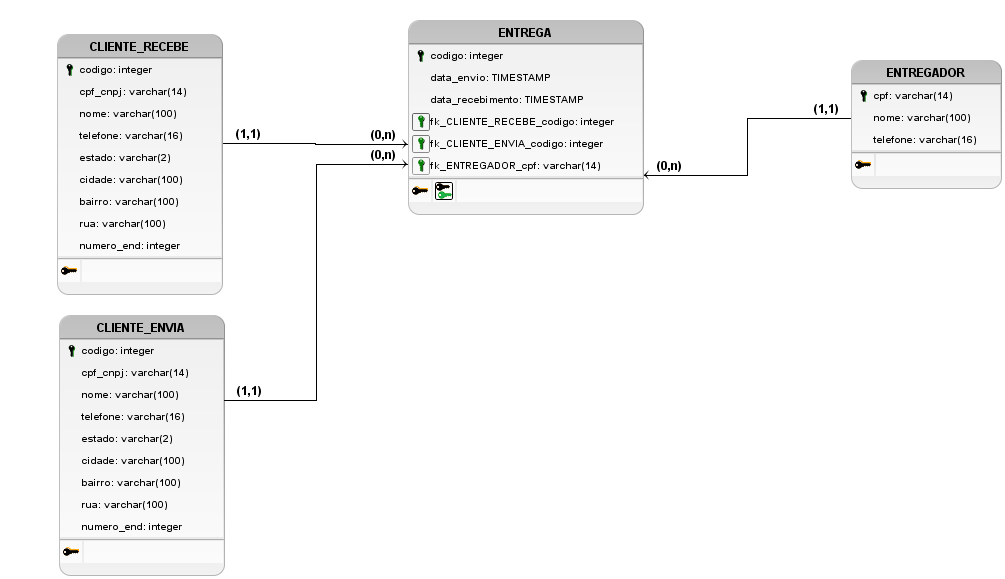 CLIENTE_RECEBE
codigo: integer
cpf_cnpj: varchar(14)
nome: varchar(100)
telefone: varchar(16)
estado: varchar(2)
cidade: varchar(100)
bairro: varchar(100)
rua: varchar(100)
numero_end: integer
(1,1)
(0,n)
ENTREGA
codigo: integer
data_envio: TIMESTAMP
data_recebimento: TIMESTAMP
fk_CLIENTE_RECEBE_codigo: integer
fk_CLIENTE_ENVIA_codigo: integer
fk_ENTREGADOR_cpf: varchar(14)
(0,n)
(0,n)
(1,1)
ENTREGADOR
cpf: varchar(14)
nome: varchar(100)
telefone: varchar(16)
CLIENTE_ENVIA
codigo: integer
cpf_cnpj: varchar(14)
nome: varchar(100)
telefone: varchar(16)
estado: varchar(2)
cidade: varchar(100)
bairro: varchar(100)
rua: varchar(100)
numero_end: integer
(1,1)